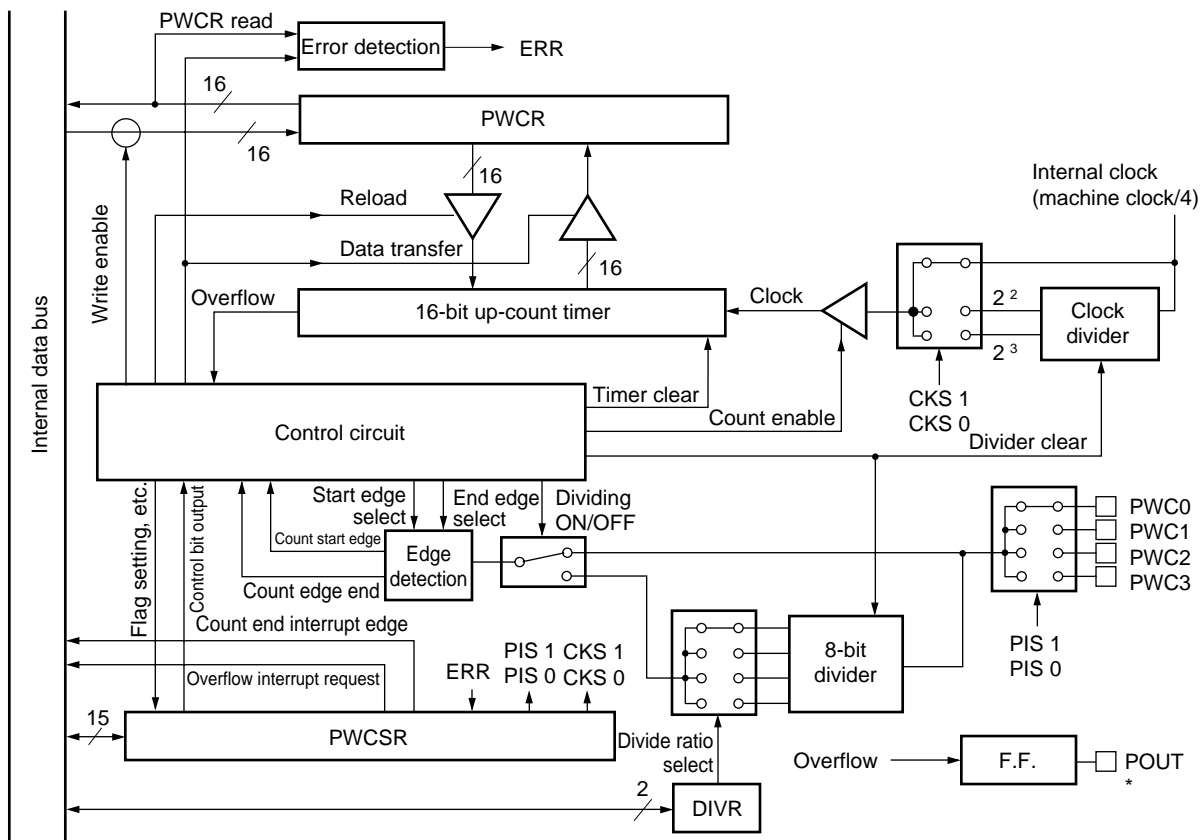 PWCR read
Error detection
ERR
16
PWCR
16
16
Internal clock
(machine clock/4)
Reload
Write enable
Data transfer
16
Overflow
16-bit up-count timer
Clock
2 2
Clock
divider
2 3
Internal data bus
Timer clear
Count enable
CKS 1
CKS 0
Control circuit
Divider clear
Flag setting, etc.
Control bit output
Start edge
select
End edge
select
Dividing
ON/OFF
PWC0
PWC1
PWC2
PWC3
Count start edge
Edge
detection
Count edge end
Count end interrupt edge
PIS 1
PIS 0
CKS 1
CKS 0
8-bit
divider
PIS 1
PIS 0
Overflow interrupt request
ERR
15
PWCSR
Divide ratio
select
Overflow
F.F.
POUT
*
2
DIVR